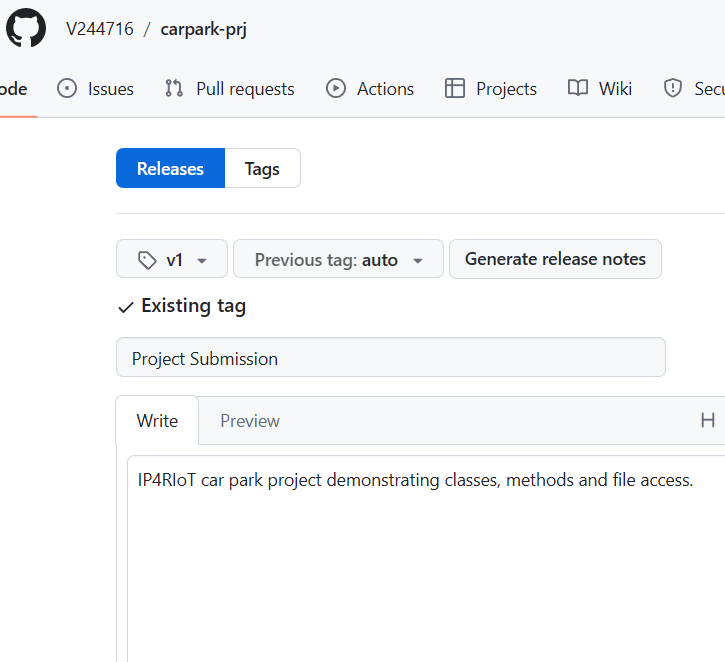 V244716 / carpark-prj
ode Issues Pull requests Actions Projects Wiki Secu
Releases Tags
v1 Previous tag: auto Generate release notes
Existing tag
Project Submission
Write Preview H
IP4RIoT car park project demonstrating classes, methods and file access.